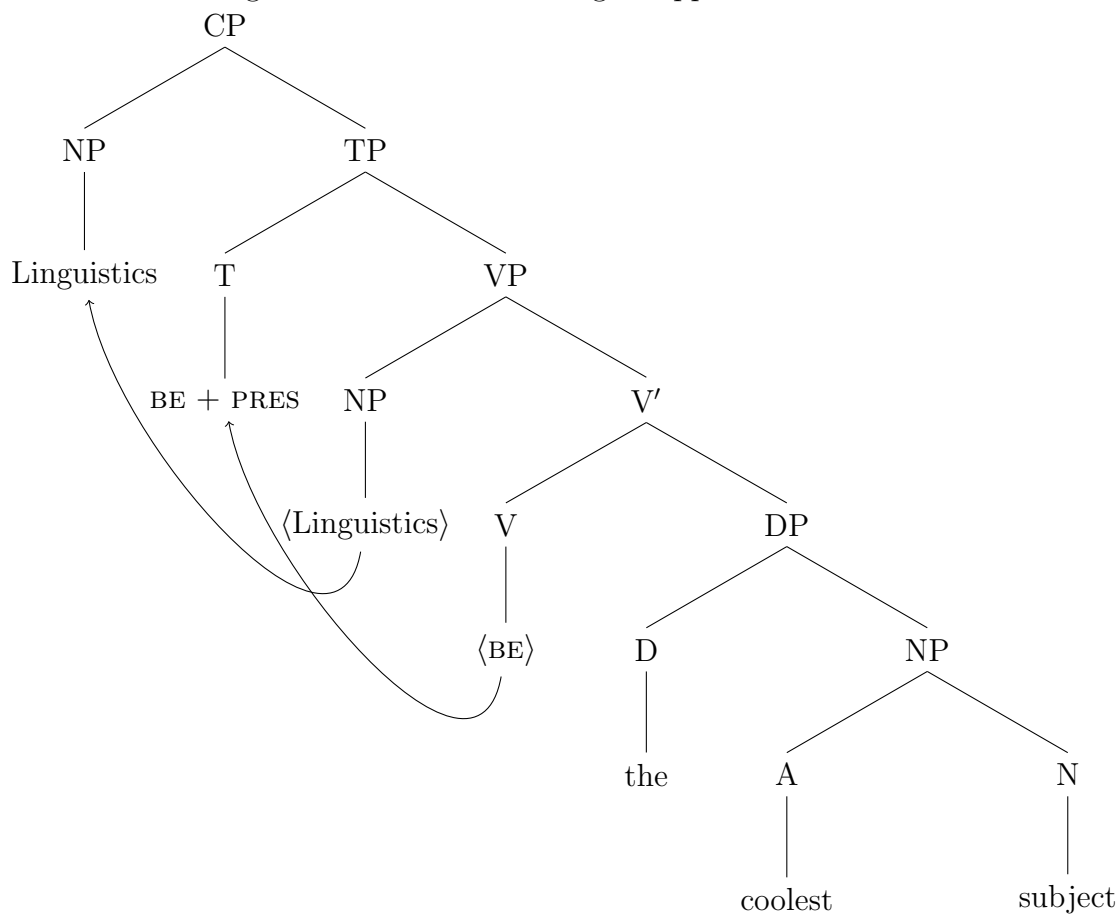 CP
NP TP
Linguistics T VP
BE + PRES NP V′
⟨Linguistics⟩ V DP
⟨BE⟩ D NP
the A N
coolest subject